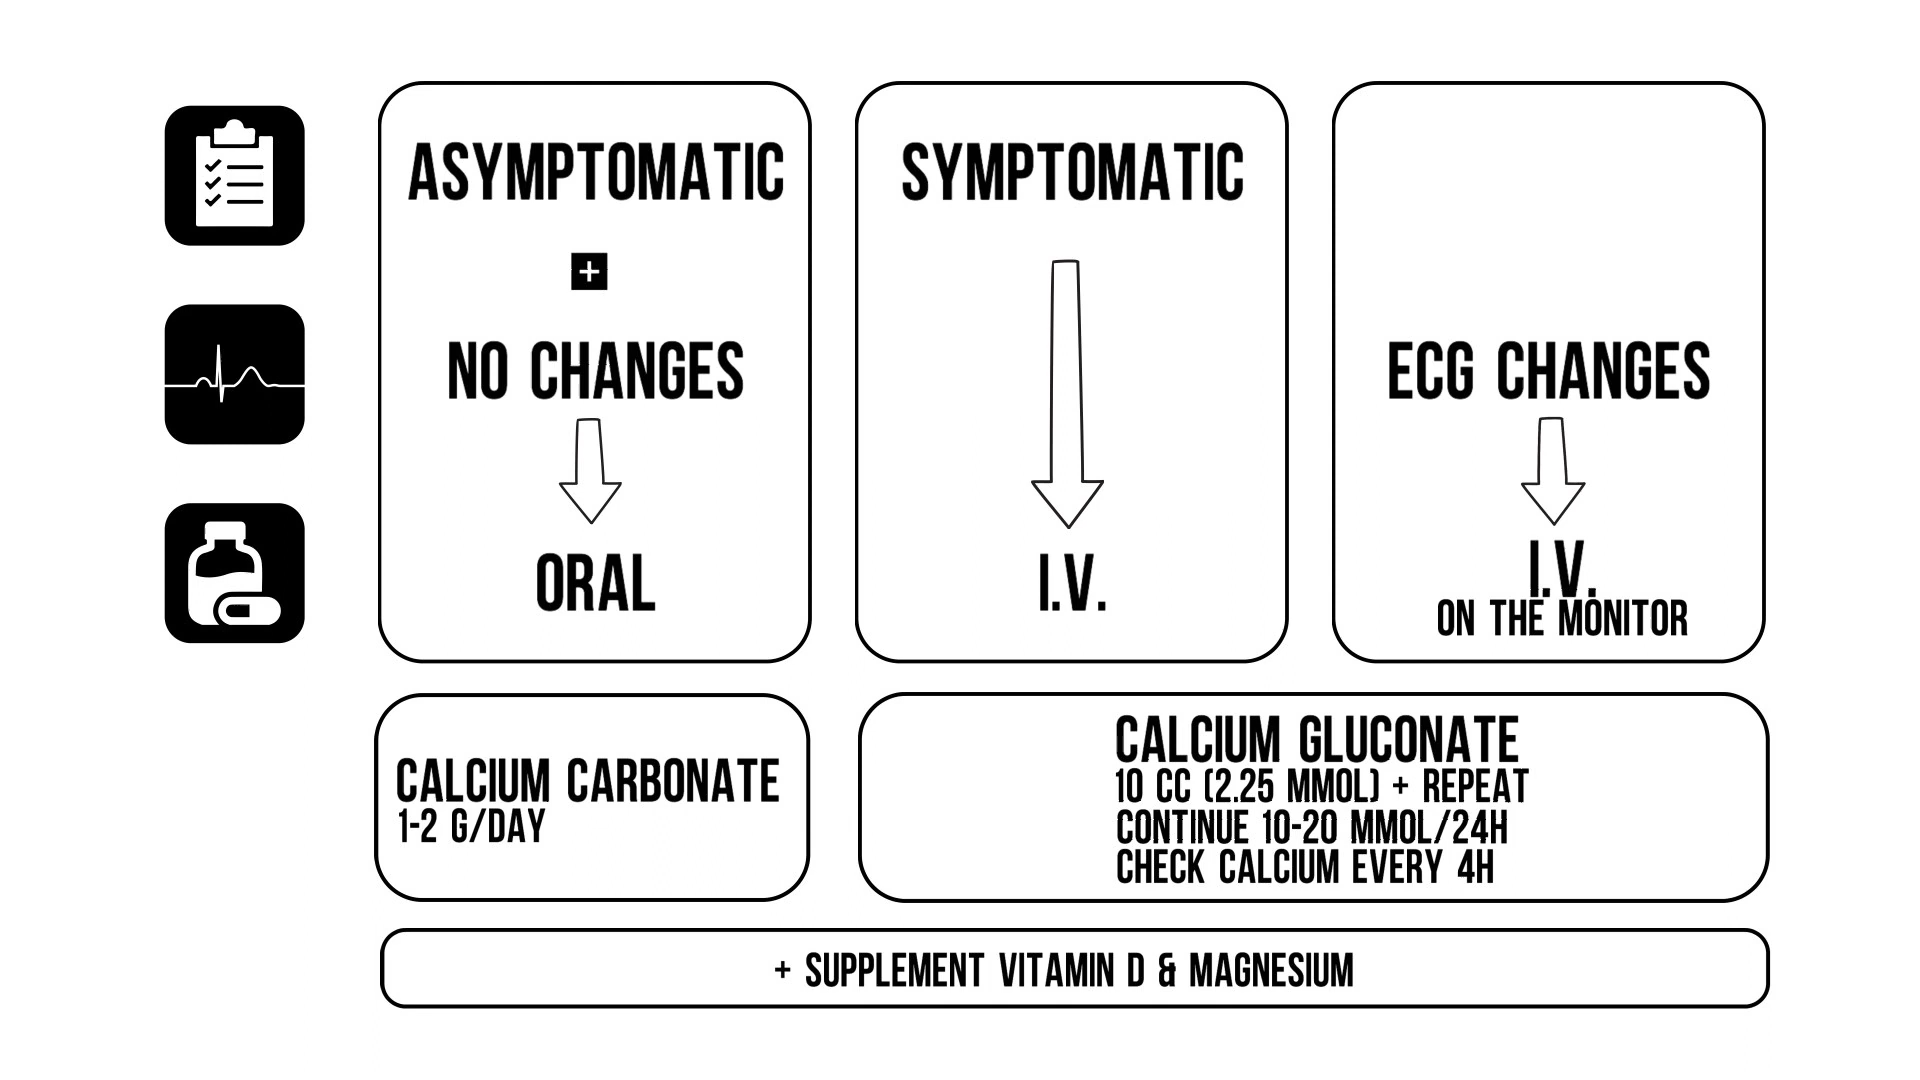 ASYMPTOMATIC
+
NO CHANGES
ORAL
SYMPTOMATIC
I.V.
ECG CHANGES
I.V.
ON THE MONITOR
CALCIUM CARBONATE
1-2 G/DAY
CALCIUM GLUCONATE
10 CC (2.25 MMOL) + REPEAT
CONTINUE 10-20 MMOL/24H
CHECK CALCIUM EVERY 4H
+ SUPPLEMENT VITAMIN D & MAGNESIUM